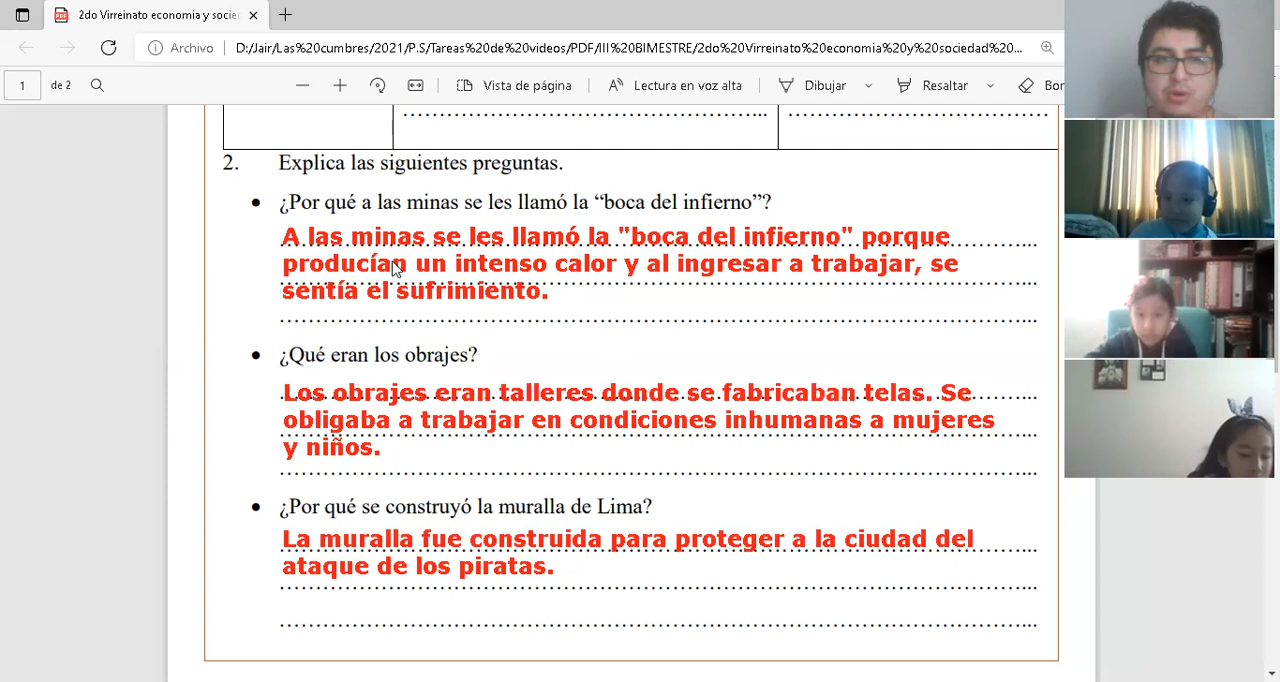 2do Virreinato economia y socie
Archivo
D:/Jair/Las%20cumbres/2021/P.S/Tareas%20de%20videos/PDF/III%20BIMESTRE/2do%20Virreinato%20economia%20y%20sociedad%20...
1
de 2
Vista de página
Lectura en voz alta
Dibujar
Resaltar
Bor
2. Explica las siguientes preguntas.
• ¿Por qué a las minas se les llamó la “boca del infierno”?
A las minas se les llamó la "boca del infierno" porque
producían un intenso calor y al ingresar a trabajar, se
sentía el sufrimiento.
• ¿Qué eran los obrajes?
Los obrajes eran talleres donde se fabricaban telas. Se
obligaba a trabajar en condiciones inhumanas a mujeres
y niños.
• ¿Por qué se construyó la muralla de Lima?
La muralla fue construida para proteger a la ciudad del
ataque de los piratas.